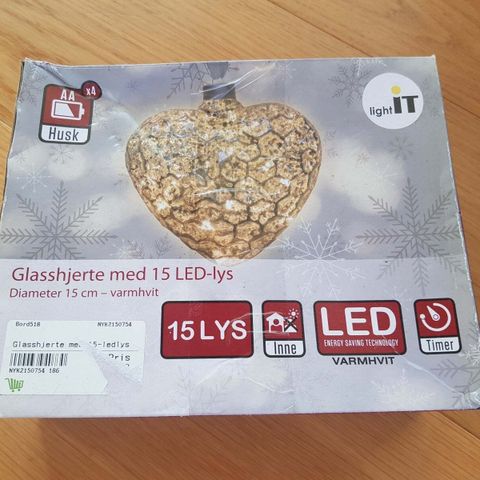 AA
x4
Husk
light iT
Glasshjerte med 15 LED-lys
Diameter 15 cm – varmhvit
15 LYS
Inne
LED
ENERGY SAVING TECHNOLOGY
VARMHVIT
Timer
Bord518 NYK2150754
Glasshjerte med 15-ledlys
Pris
NYK2150754 186